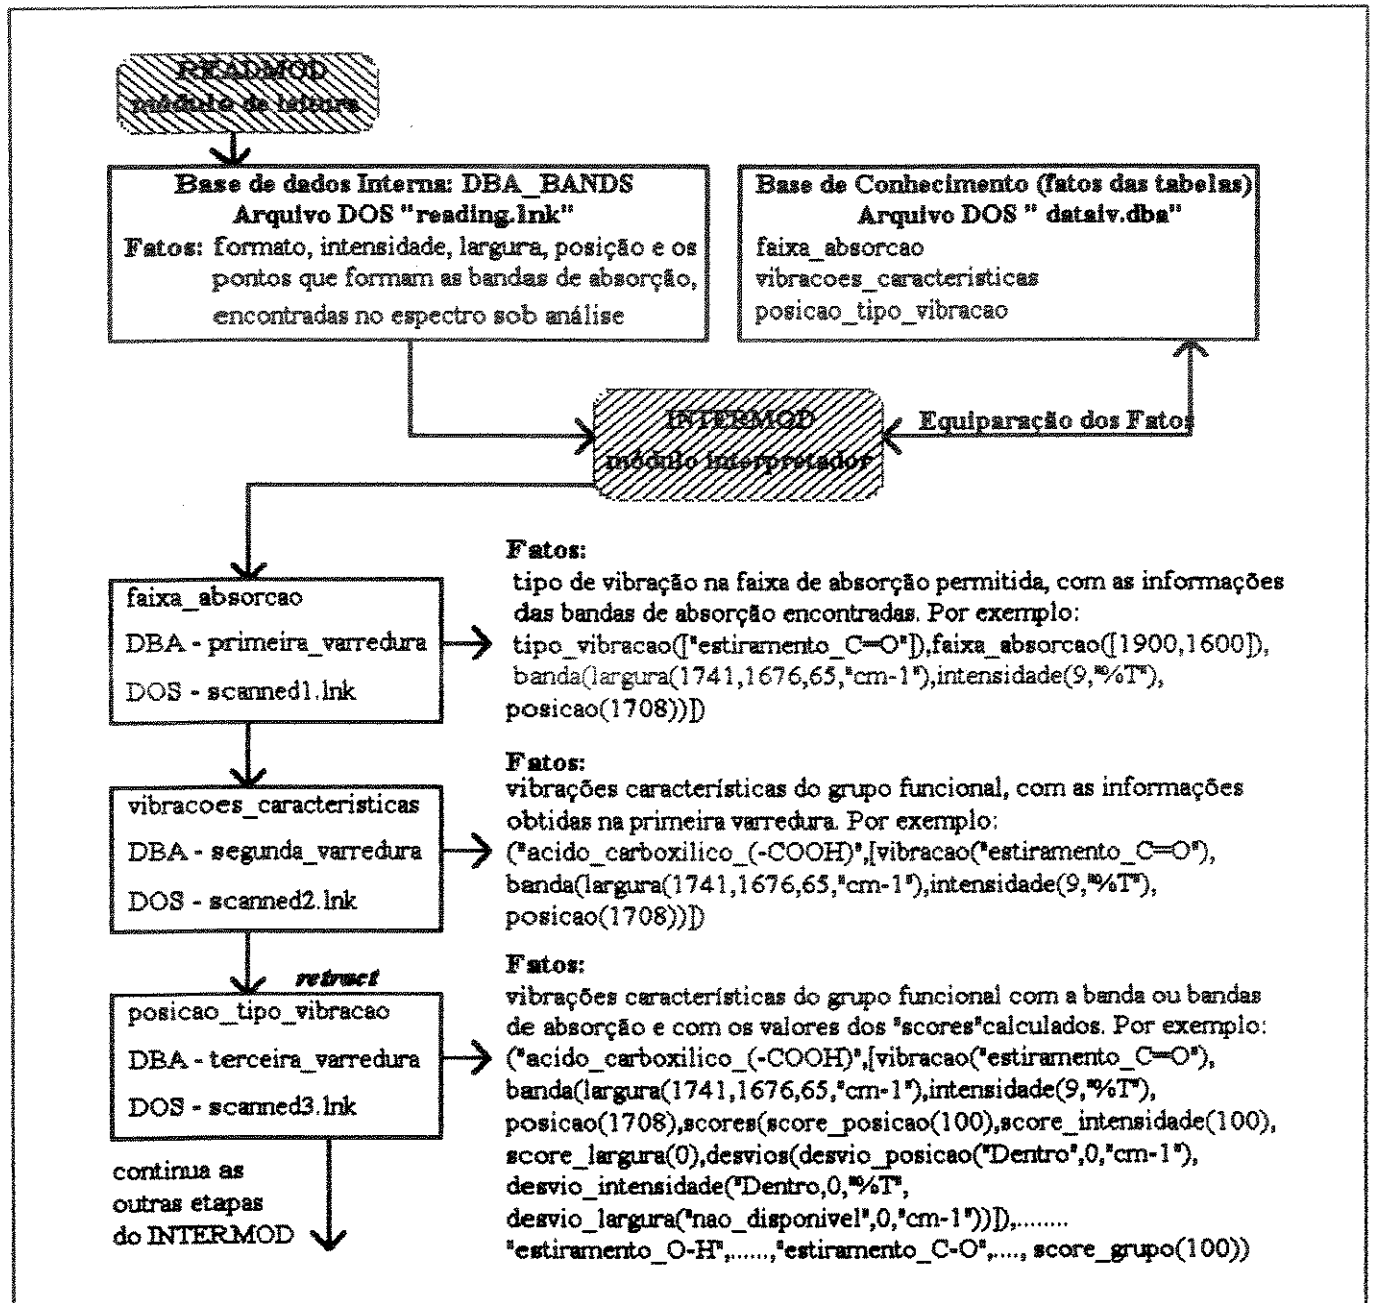 READMOD
módulo de leitura
Base de dados Interna: DBA_BANDS
Arquivo DOS "reading.lnk"
Fatos: formato, intensidade, largura, posição e os
pontos que formam as bandas de absorção,
encontradas no espectro sob análise
Base de Conhecimento (fatos das tabelas)
Arquivo DOS " dataiv.dba"
faixa_absorcao
vibracoes_caracteristicas
posicão_tipo_vibracao
INTERMOD
módulo interpretador
Equiparação dos Fatos
faixa_absorcao
DBA - primeira_varredura
DOS - scanned1.lnk
Fatos:
tipo de vibração na faixa de absorção permitida, com as informações
das bandas de absorção encontradas. Por exemplo:
tipo_vibracao(["estiramento_C=O"]),faixa_absorcao([1900,1600]),
banda(largura(1741,1676,65,"cm-1"),intensidade(9,"%T"),
posicao(1708))])
vibracoes_caracteristicas
DBA - segunda_varredura
DOS - scanned2.lnk
Fatos:
vibrações características do grupo funcional, com as informações
obtidas na primeira varredura. Por exemplo:
("acido_carboxilico_(-COOH)",[vibracao("estiramento_C=O"),
banda(largura(1741,1676,65,"cm-1"),intensidade(9,"%T"),
posicao(1708))])
retract
posicao_tipo_vibracao
DBA - terceira_varredura
DOS - scanned3.lnk
Fatos:
vibrações características do grupo funcional com a banda ou bandas
de absorção e com os valores dos "scores"calculados. Por exemplo:
("acido_carboxilico_(-COOH)",[vibracao("estiramento_C=O"),
banda(largura(1741,1676,65,"cm-1"),intensidade(9,"%T"),
posicao(1708),scores(score_posicao(100),score_intensidade(100),
score_largura(0),desvios(desvio_posicao("Dentro",0,"cm-1"),
desvio_intensidade("Dentro,0,"%T",
desvio_largura("nao_disponivel",0,"cm-1"))]),........
"estiramento_O-H",......,"estiramento_C-O",...., score_grupo(100))
continua as
outras etapas
do INTERMOD